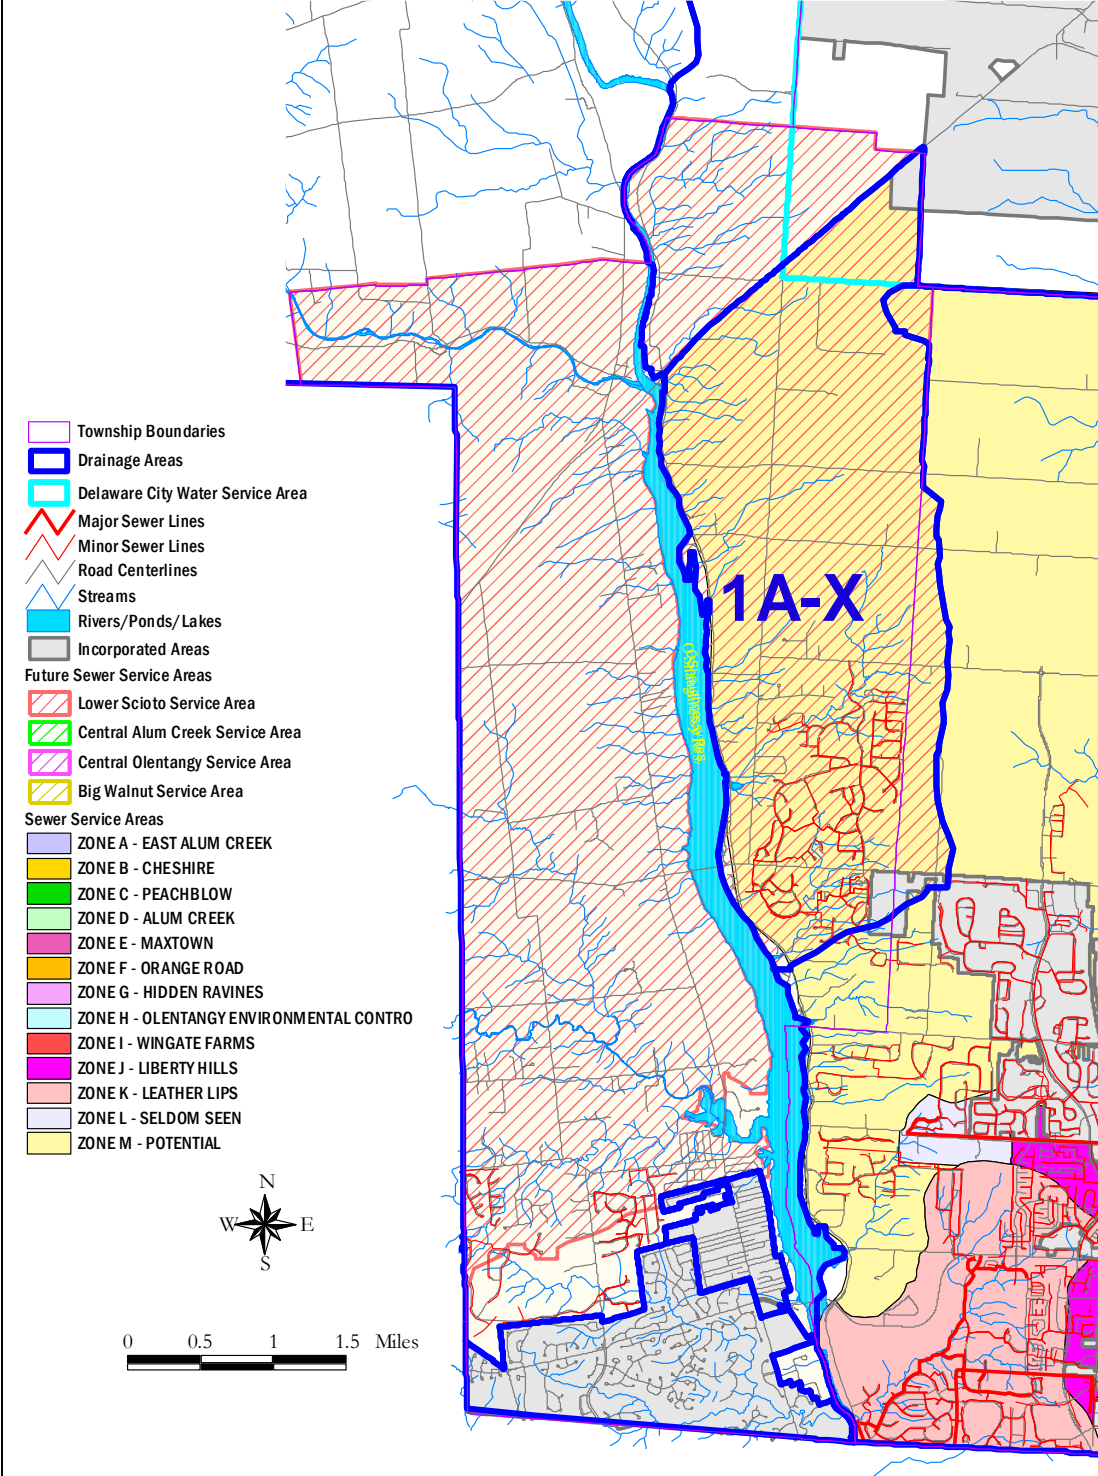 Township Boundaries
Drainage Areas
Delaware City Water Service Area
Major Sewer Lines
Minor Sewer Lines
Road Centerlines
Streams
Rivers/Ponds/Lakes
Incorporated Areas
Future Sewer Service Areas
Lower Scioto Service Area
Central Alum Creek Service Area
Central Olentangy Service Area
Big Walnut Service Area
Sewer Service Areas
ZONE A - EAST ALUM CREEK
ZONE B - CHESHIRE
ZONE C - PEACHBLOW
ZONE D - ALUM CREEK
ZONE E - MAXTOWN
ZONE F - ORANGE ROAD
ZONE G - HIDDEN RAVINES
ZONE H - OLENTANGY ENVIRONMENTAL CONTRO
ZONE I - WINGATE FARMS
ZONE J - LIBERTY HILLS
ZONE K - LEATHER LIPS
ZONE L - SELDOM SEEN
ZONE M - POTENTIAL
N
W E
S
0 0.5 1 1.5 Miles
1A-X